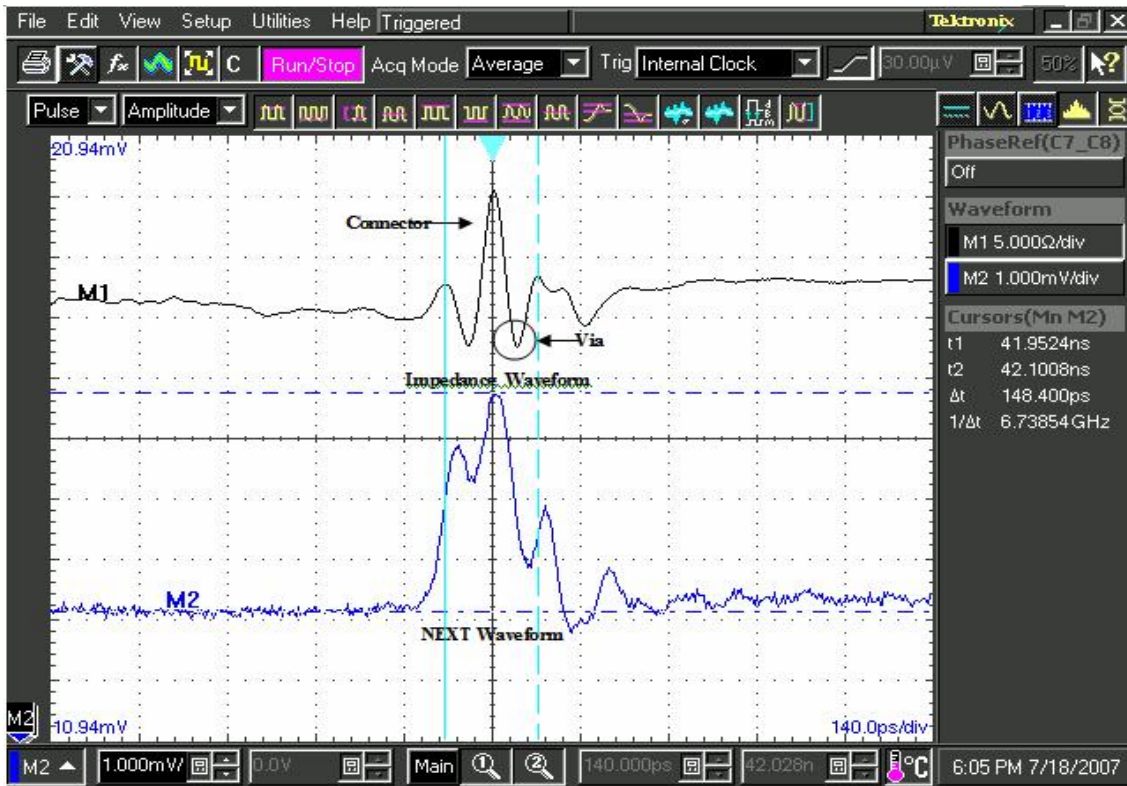 File Edit View Setup Utilities Help Triggered Tektronix
C Run/Stop Acq Mode Average Trig Internal Clock 30.00µV 50%
Pulse Amplitude
20.94mV
Connector
M1
Via
Impedance Waveform
M2
NEXT Waveform
10.94mV 140.0ps/div
M2
PhaseRef(C7_C8)
Off
Waveform
M1 5.000Ω/div
M2 1.000mV/div
Cursors(Mn M2)
t1 41.9524ns
t2 42.1008ns
Δt 148.400ps
1/Δt 6.73854GHz
M2 1.000mV/ 0.0V Main 1 2 140.000ps 42.028n °C 6:05 PM 7/18/2007